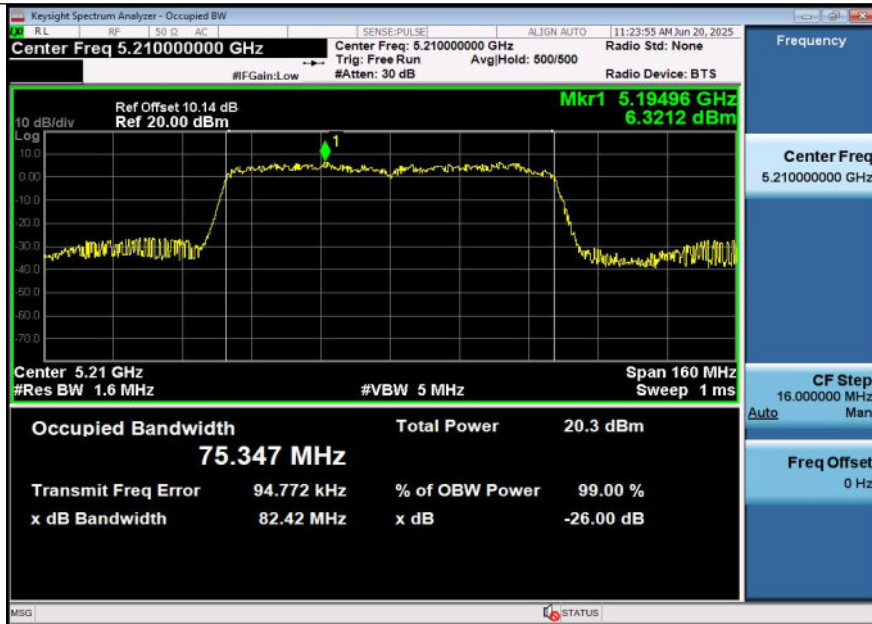 Keysight Spectrum Analyzer - Occupied BW
RL RF 50 Ω AC SENSE:PULSE ALIGN AUTO 11:23:55 AM Jun 20, 2025
Center Freq 5.210000000 GHz
Center Freq: 5.210000000 GHz
Radio Std: None
Trig: Free Run Avg|Hold: 500/500
#IFGain:Low #Atten: 30 dB Radio Device: BTS
Frequency
Mkr1 5.19496 GHz
6.3212 dBm
Ref Offset 10.14 dB
10 dB/div Ref 20.00 dBm
Log
1
10.0
0.00
-10.0
-20.0
-30.0
-40.0
-50.0
-60.0
-70.0
Center 5.21 GHz Span 160 MHz
#Res BW 1.6 MHz #VBW 5 MHz Sweep 1 ms
Occupied Bandwidth Total Power 20.3 dBm
75.347 MHz
Transmit Freq Error 94.772 kHz % of OBW Power 99.00 %
x dB Bandwidth 82.42 MHz x dB -26.00 dB
Center Freq
5.210000000 GHz
CF Step
16.000000 MHz
Auto Man
Freq Offset
0 Hz
MSG STATUS